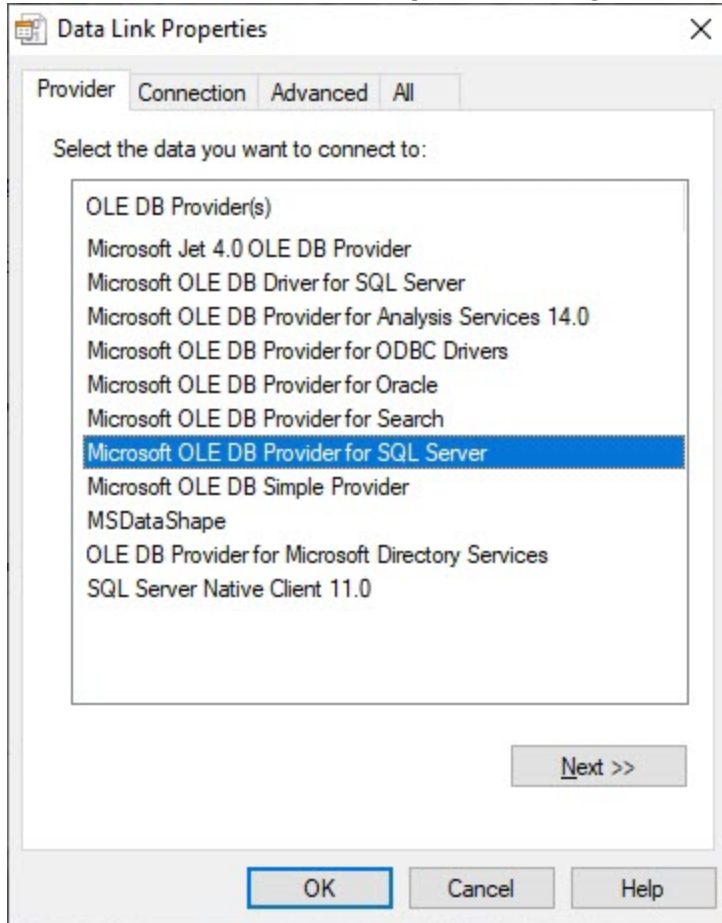 Data Link Properties
Provider Connection Advanced All
Select the data you want to connect to:
OLE DB Provider(s)
Microsoft Jet 4.0 OLE DB Provider
Microsoft OLE DB Driver for SQL Server
Microsoft OLE DB Provider for Analysis Services 14.0
Microsoft OLE DB Provider for ODBC Drivers
Microsoft OLE DB Provider for Oracle
Microsoft OLE DB Provider for Search
Microsoft OLE DB Provider for SQL Server
Microsoft OLE DB Simple Provider
MSDataShape
OLE DB Provider for Microsoft Directory Services
SQL Server Native Client 11.0
Next >>
OK Cancel Help